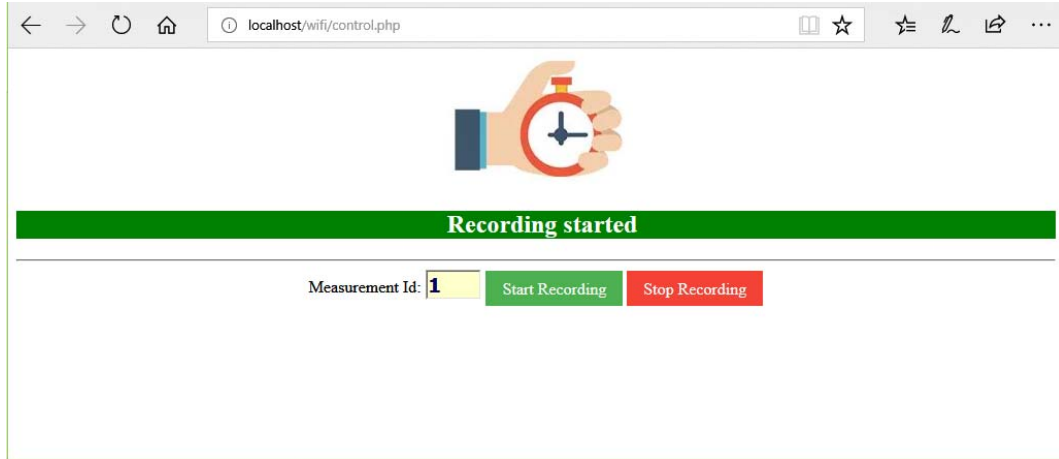 localhost/wifi/control.php
Recording started
Measurement Id: 1 Start Recording Stop Recording